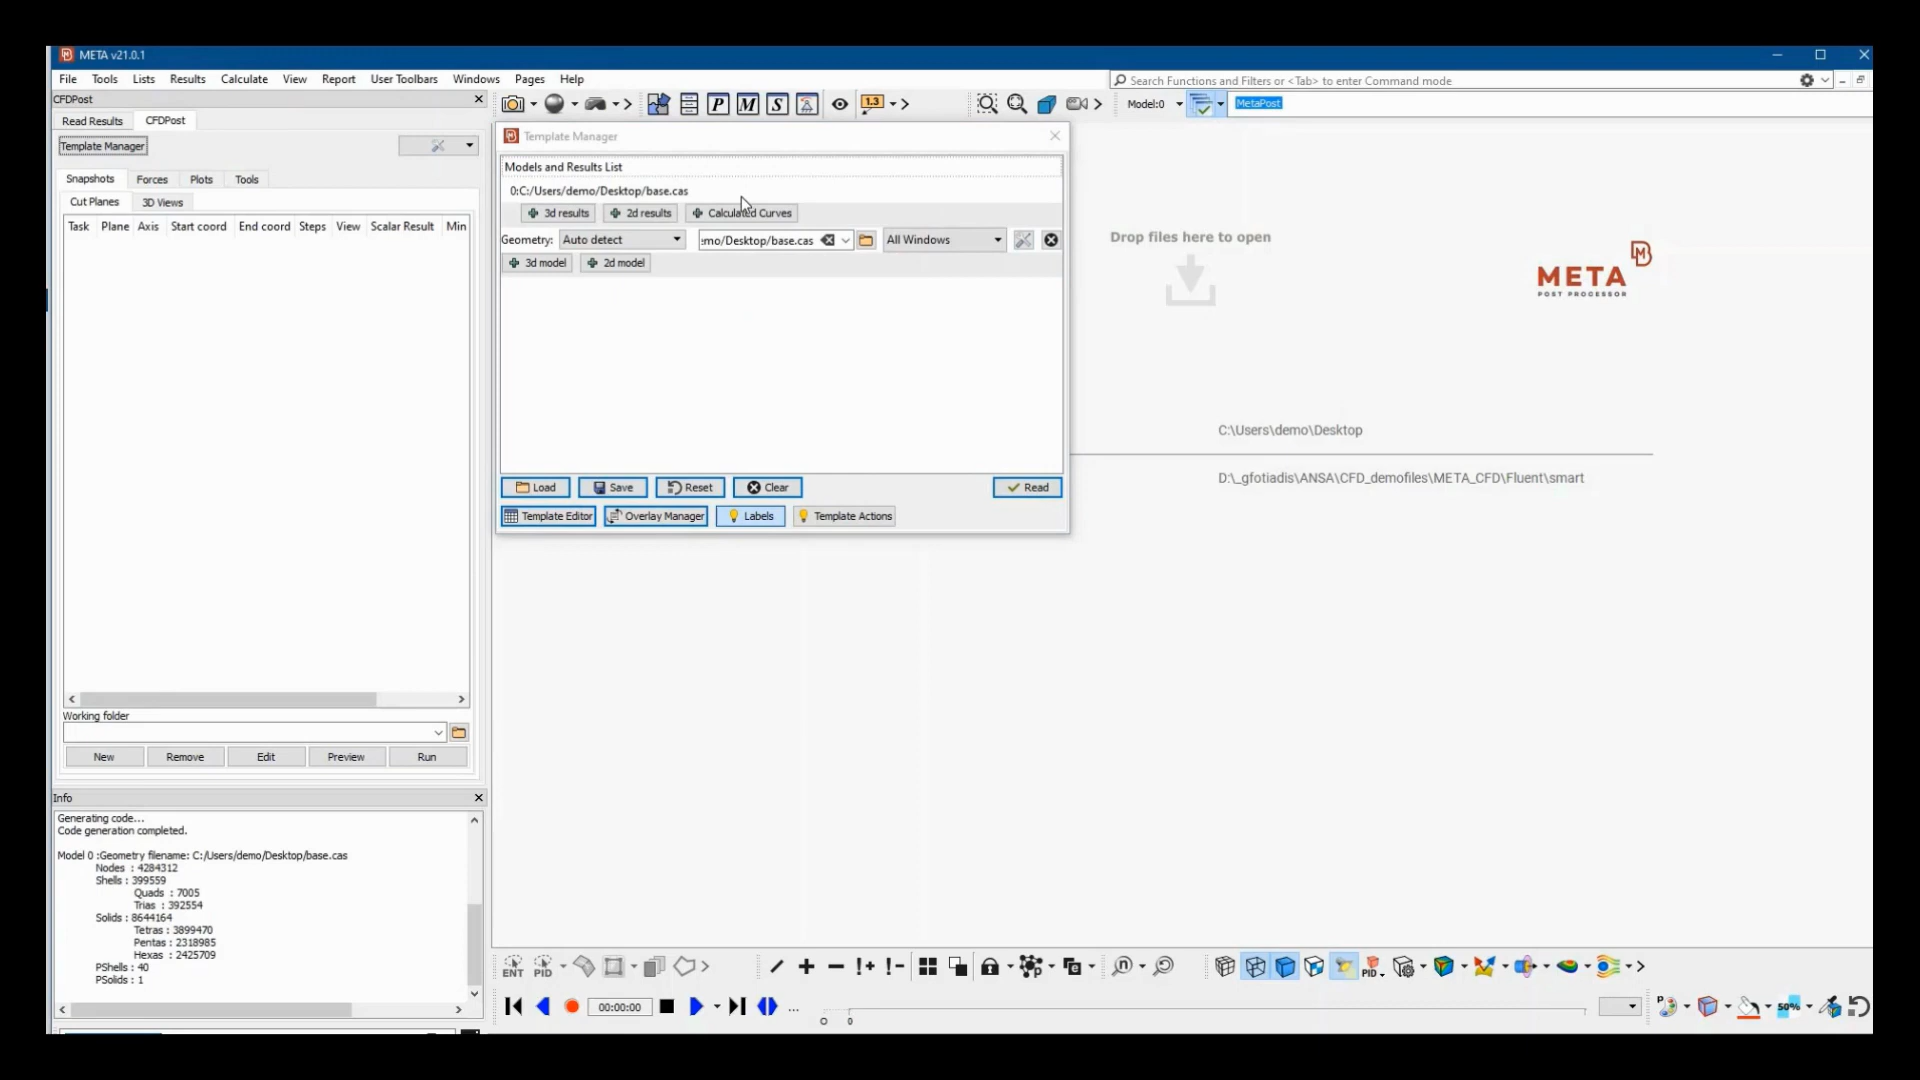 META v21.0.1
File Tools Lists Results Calculate View Report User Toolbars Windows Pages Help
Search Functions and Filters or <Tab> to enter Command mode
CFDPost
Read Results CFDPost
P M S 1.3
Model:0
MetaPost
Template Manager
Snapshots Forces Plots Tools
Cut Planes 3D Views
Task Plane Axis Start coord End coord Steps View Scalar Result Min
Working folder
New Remove Edit Preview Run
Template Manager
Models and Results List
0:C:/Users/demo/Desktop/base.cas
3d results 2d results Calculated Curves
Geometry: Auto detect :mo/Desktop/base.cas All Windows
3d model 2d model
Load Save Reset Clear Read
Template Editor Overlay Manager Labels Template Actions
Drop files here to open
META
POST PROCESSOR
C:\Users\demo\Desktop
D:\_gfotiadis\ANSA\CFD_demofiles\META_CFD\Fluent\smart
Info
Generating code...
Code generation completed.
Model 0 :Geometry filename: C:/Users/demo/Desktop/base.cas
Nodes : 4284312
Shells : 399559
Quads : 7005
Trias : 392554
Solids : 8644164
Tetras : 3899470
Pentas : 2318985
Hexas : 2425709
PShells : 40
PSolids : 1
ENT PID
PID
00:00:00
...
0
50%